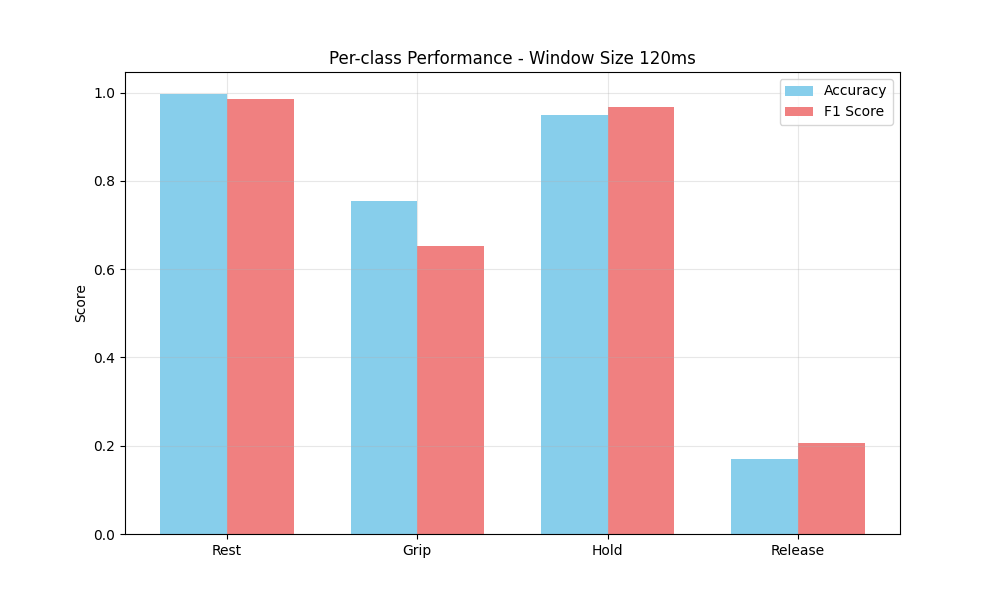 Per-class Performance - Window Size 120ms
Accuracy
F1 Score
Score
1.0
0.8
0.6
0.4
0.2
0.0
Rest
Grip
Hold
Release